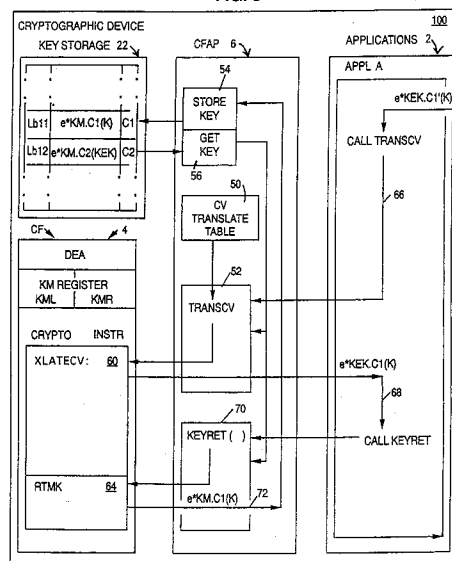 CRYPTOGRAPHIC DEVICE
100
KEY STORAGE 22
CFAP 6
APPLICATIONS 2
APPL A
54
STORE KEY
e*KEK.C1'(K)
Lb11 e*KM.C1(K) C1
CALL TRANSCV
Lb12 e*KM.C2(KEK) C2
GET KEY
56
50
66
CV TRANSLATE TABLE
CF 4
DEA
52
KM REGISTER
KML KMR
TRANSCV
CRYPTO INSTR
XLATECV: 60
e*KEK.C1(K)
68
70
KEYRET ( )
CALL KEYRET
RTMK 64
e*KM.C1(K)
72